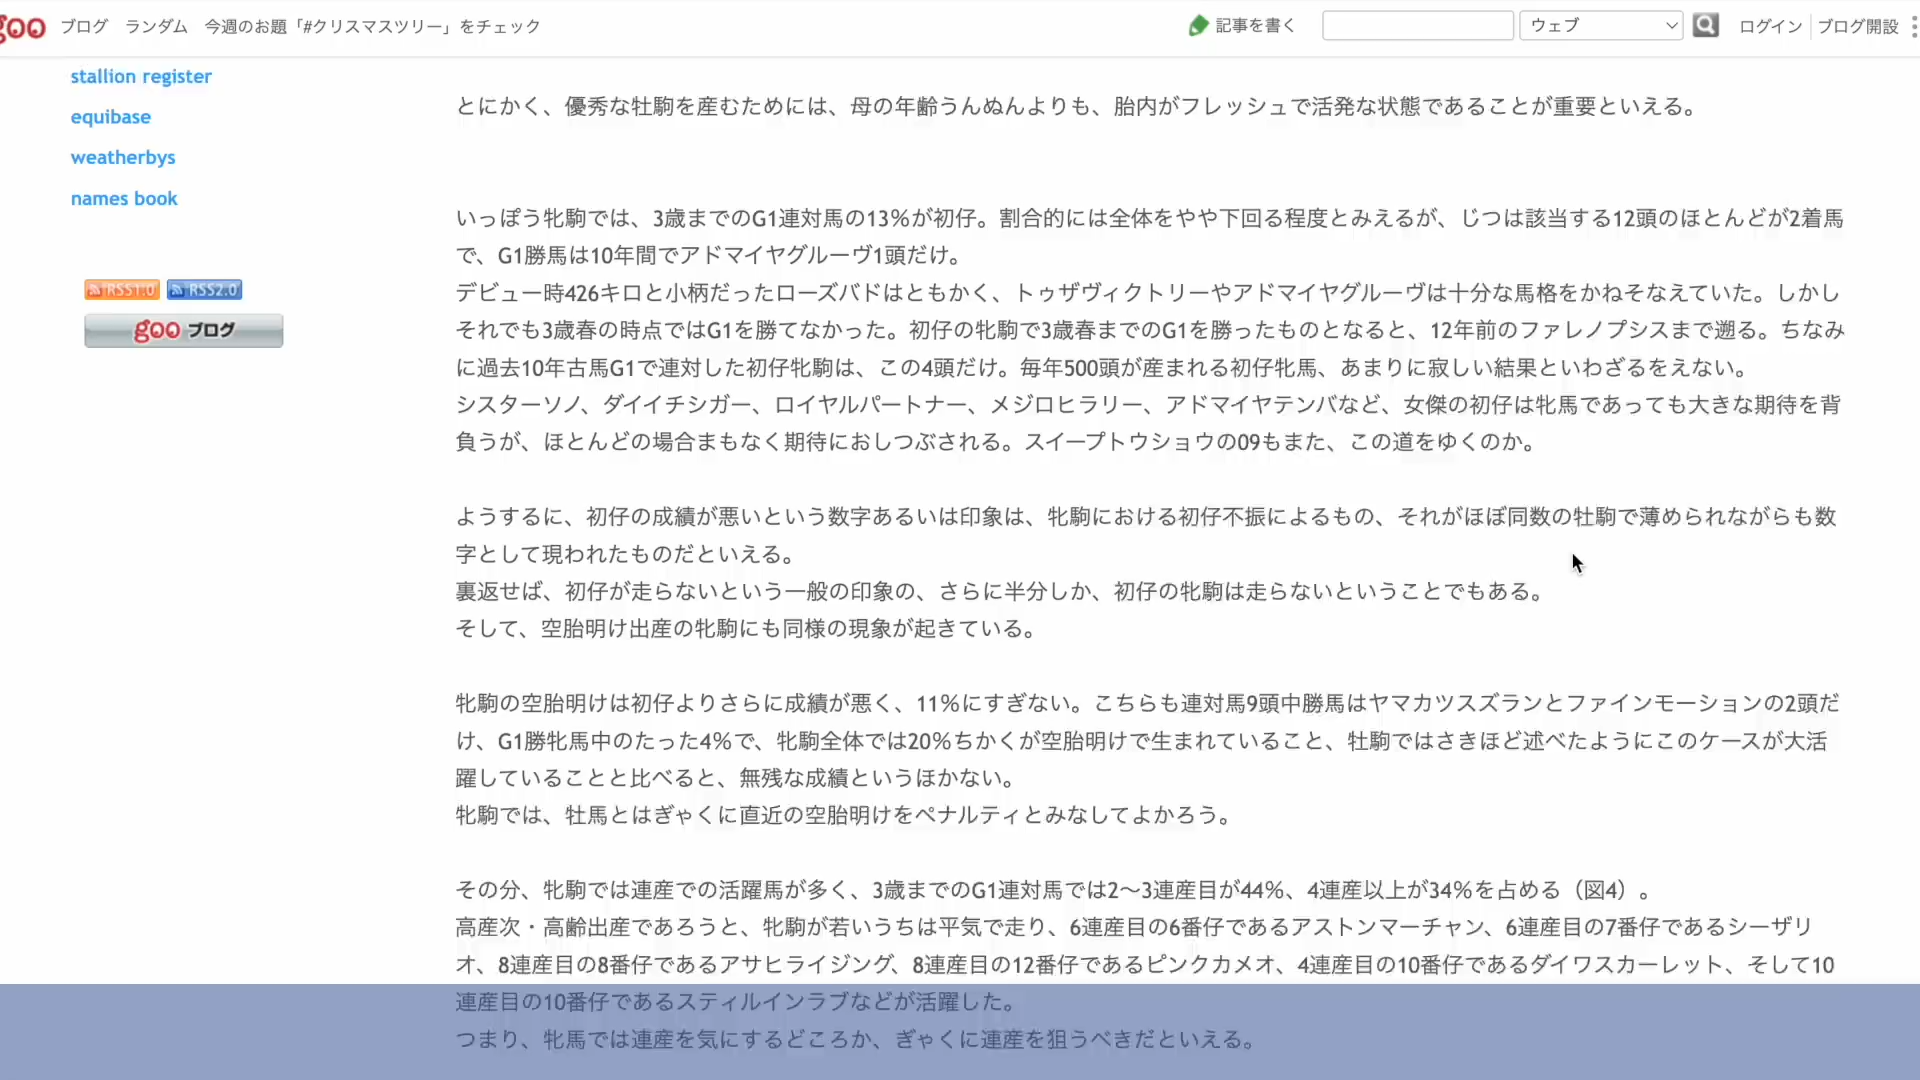 goo ブログ ランダム 今週のお題「#クリスマスツリー」をチェック 記事を書く ウェブ ログイン ブログ開設
stallion register
equibase
weatherbys
names book
RSS1.0 RSS2.0
goo ブログ
とにかく、優秀な牡駒を産むためには、母の年齢うんぬんよりも、胎内がフレッシュで活発な状態であることが重要といえる。
いっぽう牝駒では、3歳までのG1連対馬の13%が初仔。割合的には全体をやや下回る程度とみえるが、じつは該当する12頭のほとんどが2着馬
で、G1勝馬は10年間でアドマイヤグルーヴ1頭だけ。
デビュー時426キロと小柄だったローズバドはともかく、トゥザヴィクトリーやアドマイヤグルーヴは十分な馬格をかねそなえていた。しかし
それでも3歳春の時点ではG1を勝てなかった。初仔の牝駒で3歳春までのG1を勝ったものとなると、12年前のファレノプシスまで遡る。ちなみ
に過去10年古馬G1で連対した初仔牝駒は、この4頭だけ。毎年500頭が産まれる初仔牝馬、あまりに寂しい結果といわざるをえない。
シスターソノ、ダイイチシガー、ロイヤルパートナー、メジロヒラリー、アドマイヤテンバなど、女傑の初仔は牝馬であっても大きな期待を背
負うが、ほとんどの場合まもなく期待におしつぶされる。スイープトウショウの09もまた、この道をゆくのか。
ようするに、初仔の成績が悪いという数字あるいは印象は、牝駒における初仔不振によるもの、それがほぼ同数の牡駒で薄められながらも数
字として現われたものだといえる。
裏返せば、初仔が走らないという一般の印象の、さらに半分しか、初仔の牝駒は走らないということでもある。
そして、空胎明け出産の牝駒にも同様の現象が起きている。
牝駒の空胎明けは初仔よりさらに成績が悪く、11%にすぎない。こちらも連対馬9頭中勝馬はヤマカツスズランとファインモーションの2頭だ
け、G1勝牝馬中のたった4%で、牝駒全体では20%ちかくが空胎明けで生まれていること、牡駒ではさきほど述べたようにこのケースが大活
躍していることと比べると、無残な成績というほかない。
牝駒では、牡馬とはぎゃくに直近の空胎明けをペナルティとみなしてよかろう。
その分、牝駒では連産での活躍馬が多く、3歳までのG1連対馬では2〜3連産目が44%、4連産以上が34%を占める（図4）。
高産次・高齢出産であろうと、牝駒が若いうちは平気で走り、6連産目の6番仔であるアストンマーチャン、6連産目の7番仔であるシーザリ
オ、8連産目の8番仔であるアサヒライジング、8連産目の12番仔であるピンクカメオ、4連産目の10番仔であるダイワスカーレット、そして10
連産目の10番仔であるスティルインラブなどが活躍した。
つまり、牝馬では連産を気にするどころか、ぎゃくに連産を狙うべきだといえる。